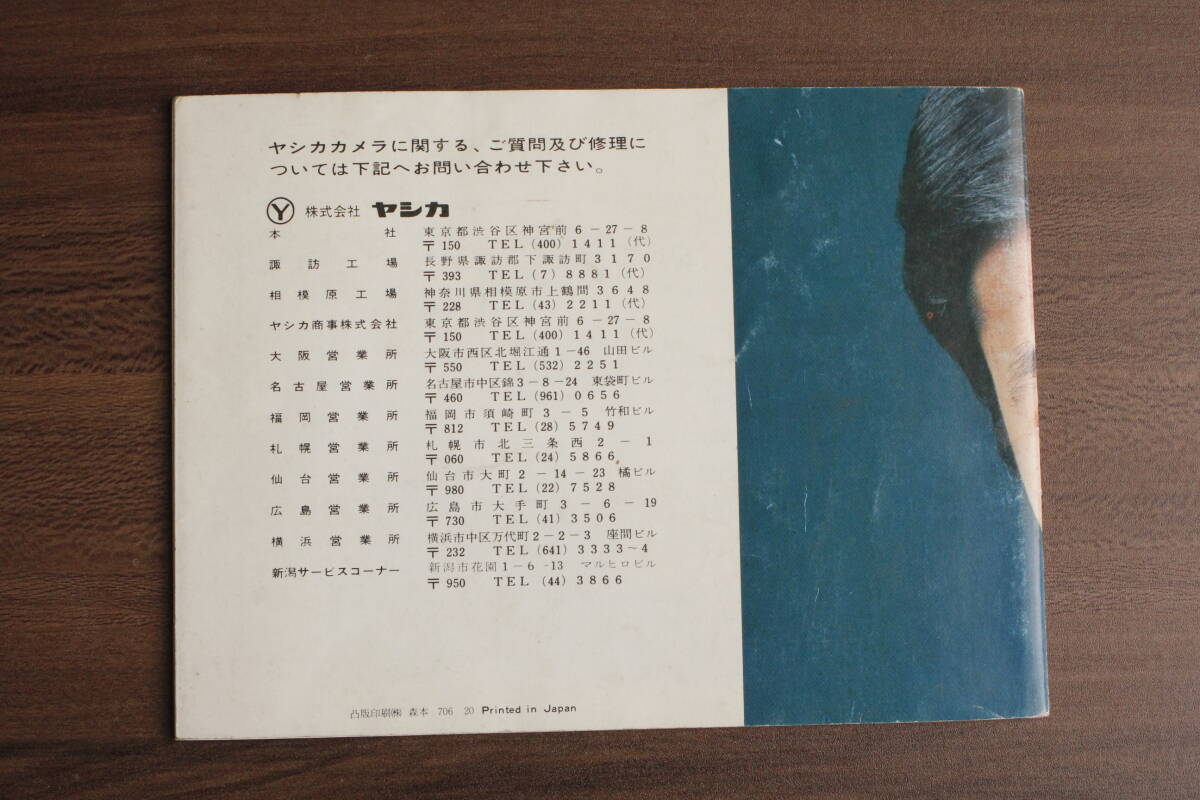 ヤシカカメラに関する、ご質問及び修理に
ついては下記へお問い合わせ下さい。
Y 株式会社 ヤシカ
本社 東京都渋谷区神宮前6-27-8
〒150 TEL (400) 1411 (代)
諏訪工場 長野県諏訪郡下諏訪町3170
〒393 TEL (7) 8881 (代)
相模原工場 神奈川県相模原市上鶴間3648
〒228 TEL (43) 2211 (代)
ヤシカ商事株式会社 東京都渋谷区神宮前6-27-8
〒150 TEL (400) 1411 (代)
大阪営業所 大阪市西区北堀江通1-46 山田ビル
〒550 TEL (532) 2251
名古屋営業所 名古屋市中区錦3-8-24 東袋町ビル
〒460 TEL (961) 0656
福岡営業所 福岡市須崎町3-5 竹和ビル
〒812 TEL (28) 5749
札幌営業所 札幌市北三条西2-1
〒060 TEL (24) 5866
仙台営業所 仙台市大町2-14-23 橘ビル
〒980 TEL (22) 7528
広島営業所 広島市大手町3-6-19
〒730 TEL (41) 3506
横浜営業所 横浜市中区万代町2-2-3 座間ビル
〒232 TEL (641) 3333~4
新潟サービスコーナー 新潟市花園1-6-13 マルヒロビル
〒950 TEL (44) 3866
凸版印刷㈱ 森本 706 20 Printed in Japan